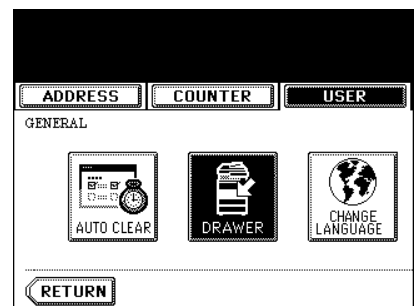 ADDRESS COUNTER USER
GENERAL
AUTO CLEAR DRAWER CHANGE LANGUAGE
RETURN